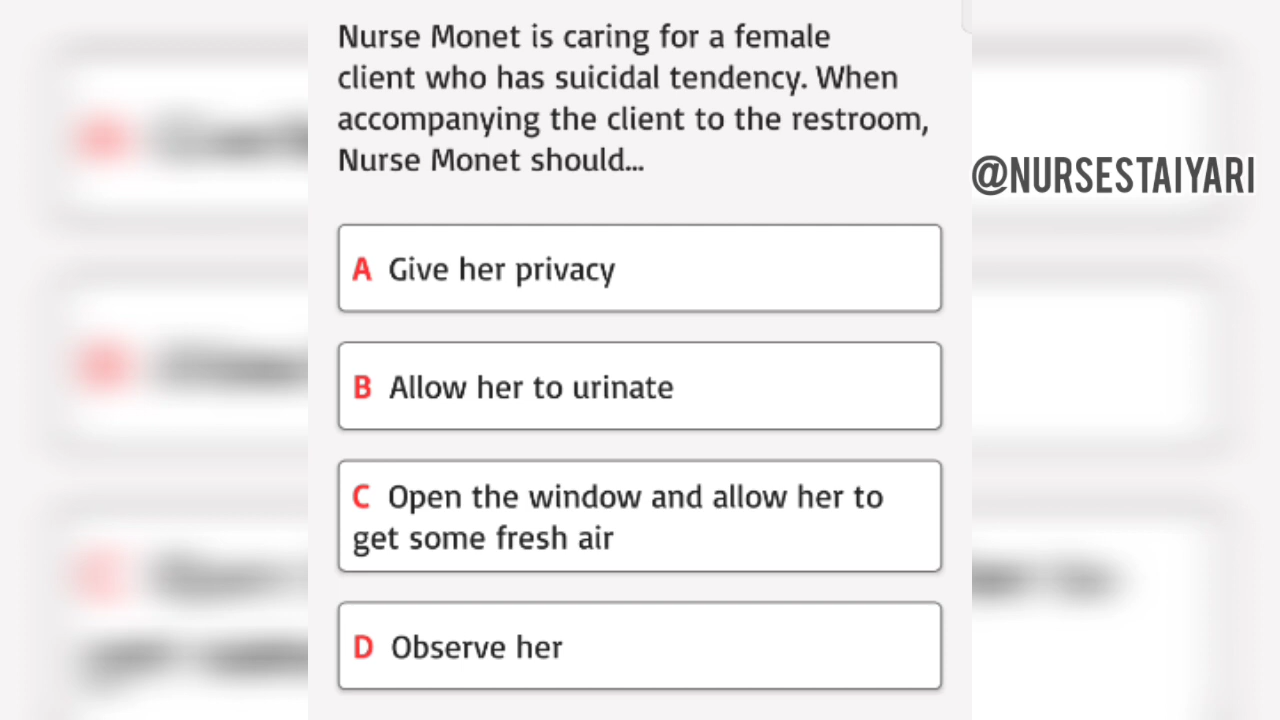 Nurse Monet is caring for a female
client who has suicidal tendency. When
accompanying the client to the restroom,
Nurse Monet should...
@NURSESTAIYARI
A Give her privacy
B Allow her to urinate
C Open the window and allow her to
get some fresh air
D Observe her